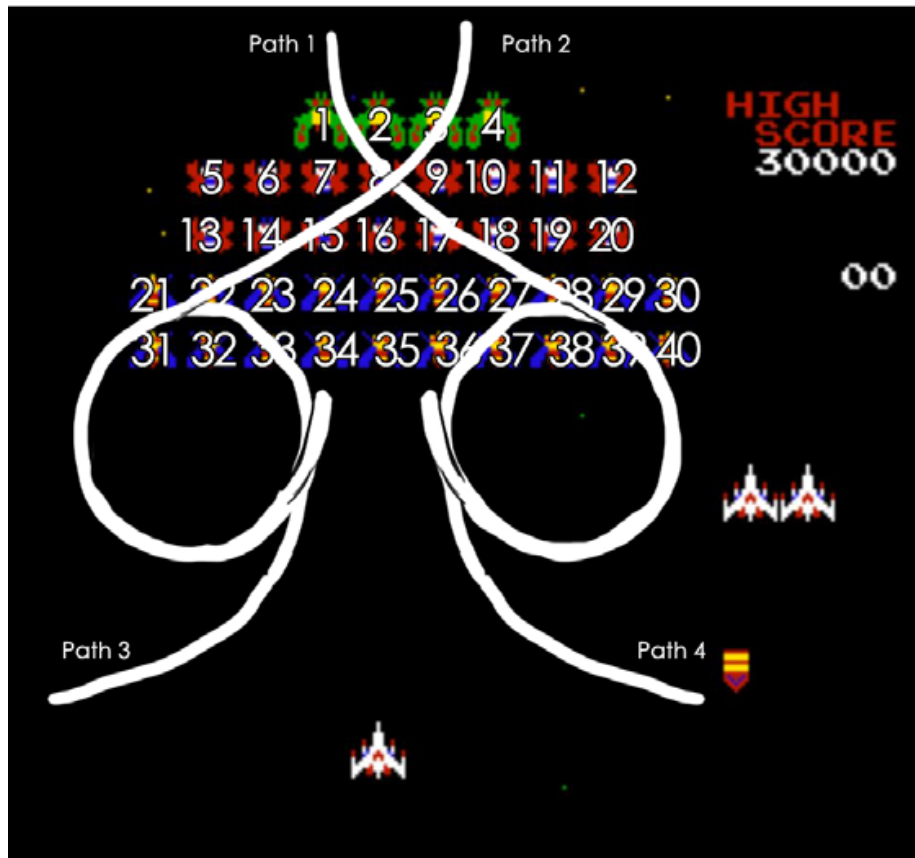 Path 1
Path 2
1 2 3 4
HIGH
SCORE
30000
5 6 7 8 9 10 11 12
13 14 15 16 17 18 19 20
00
21 22 23 24 25 26 27 28 29 30
31 32 33 34 35 36 37 38 39 40
Path 3
Path 4